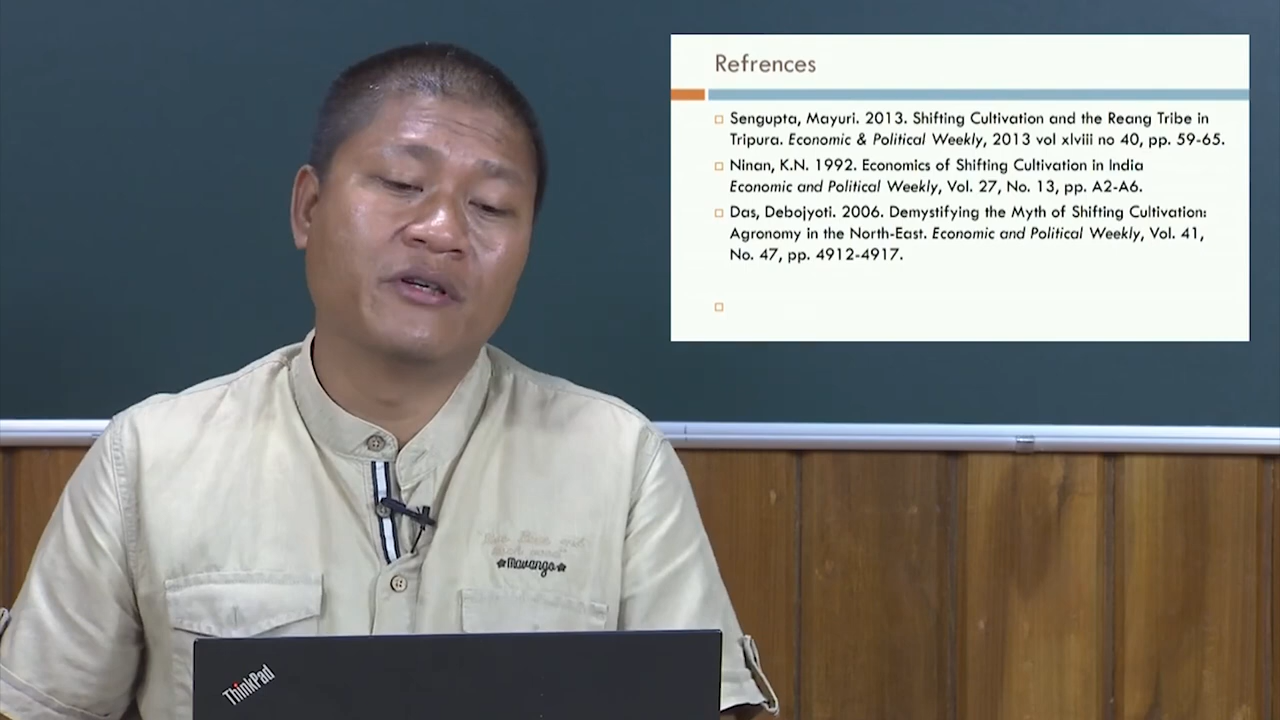 Refrences
Sengupta, Mayuri. 2013. Shifting Cultivation and the Reang Tribe in
Tripura. Economic & Political Weekly, 2013 vol xlviii no 40, pp. 59-65.
Ninan, K.N. 1992. Economics of Shifting Cultivation in India
Economic and Political Weekly, Vol. 27, No. 13, pp. A2-A6.
Das, Debojyoti. 2006. Demystifying the Myth of Shifting Cultivation:
Agronomy in the North-East. Economic and Political Weekly, Vol. 41,
No. 47, pp. 4912-4917.
mavango
ThinkPad